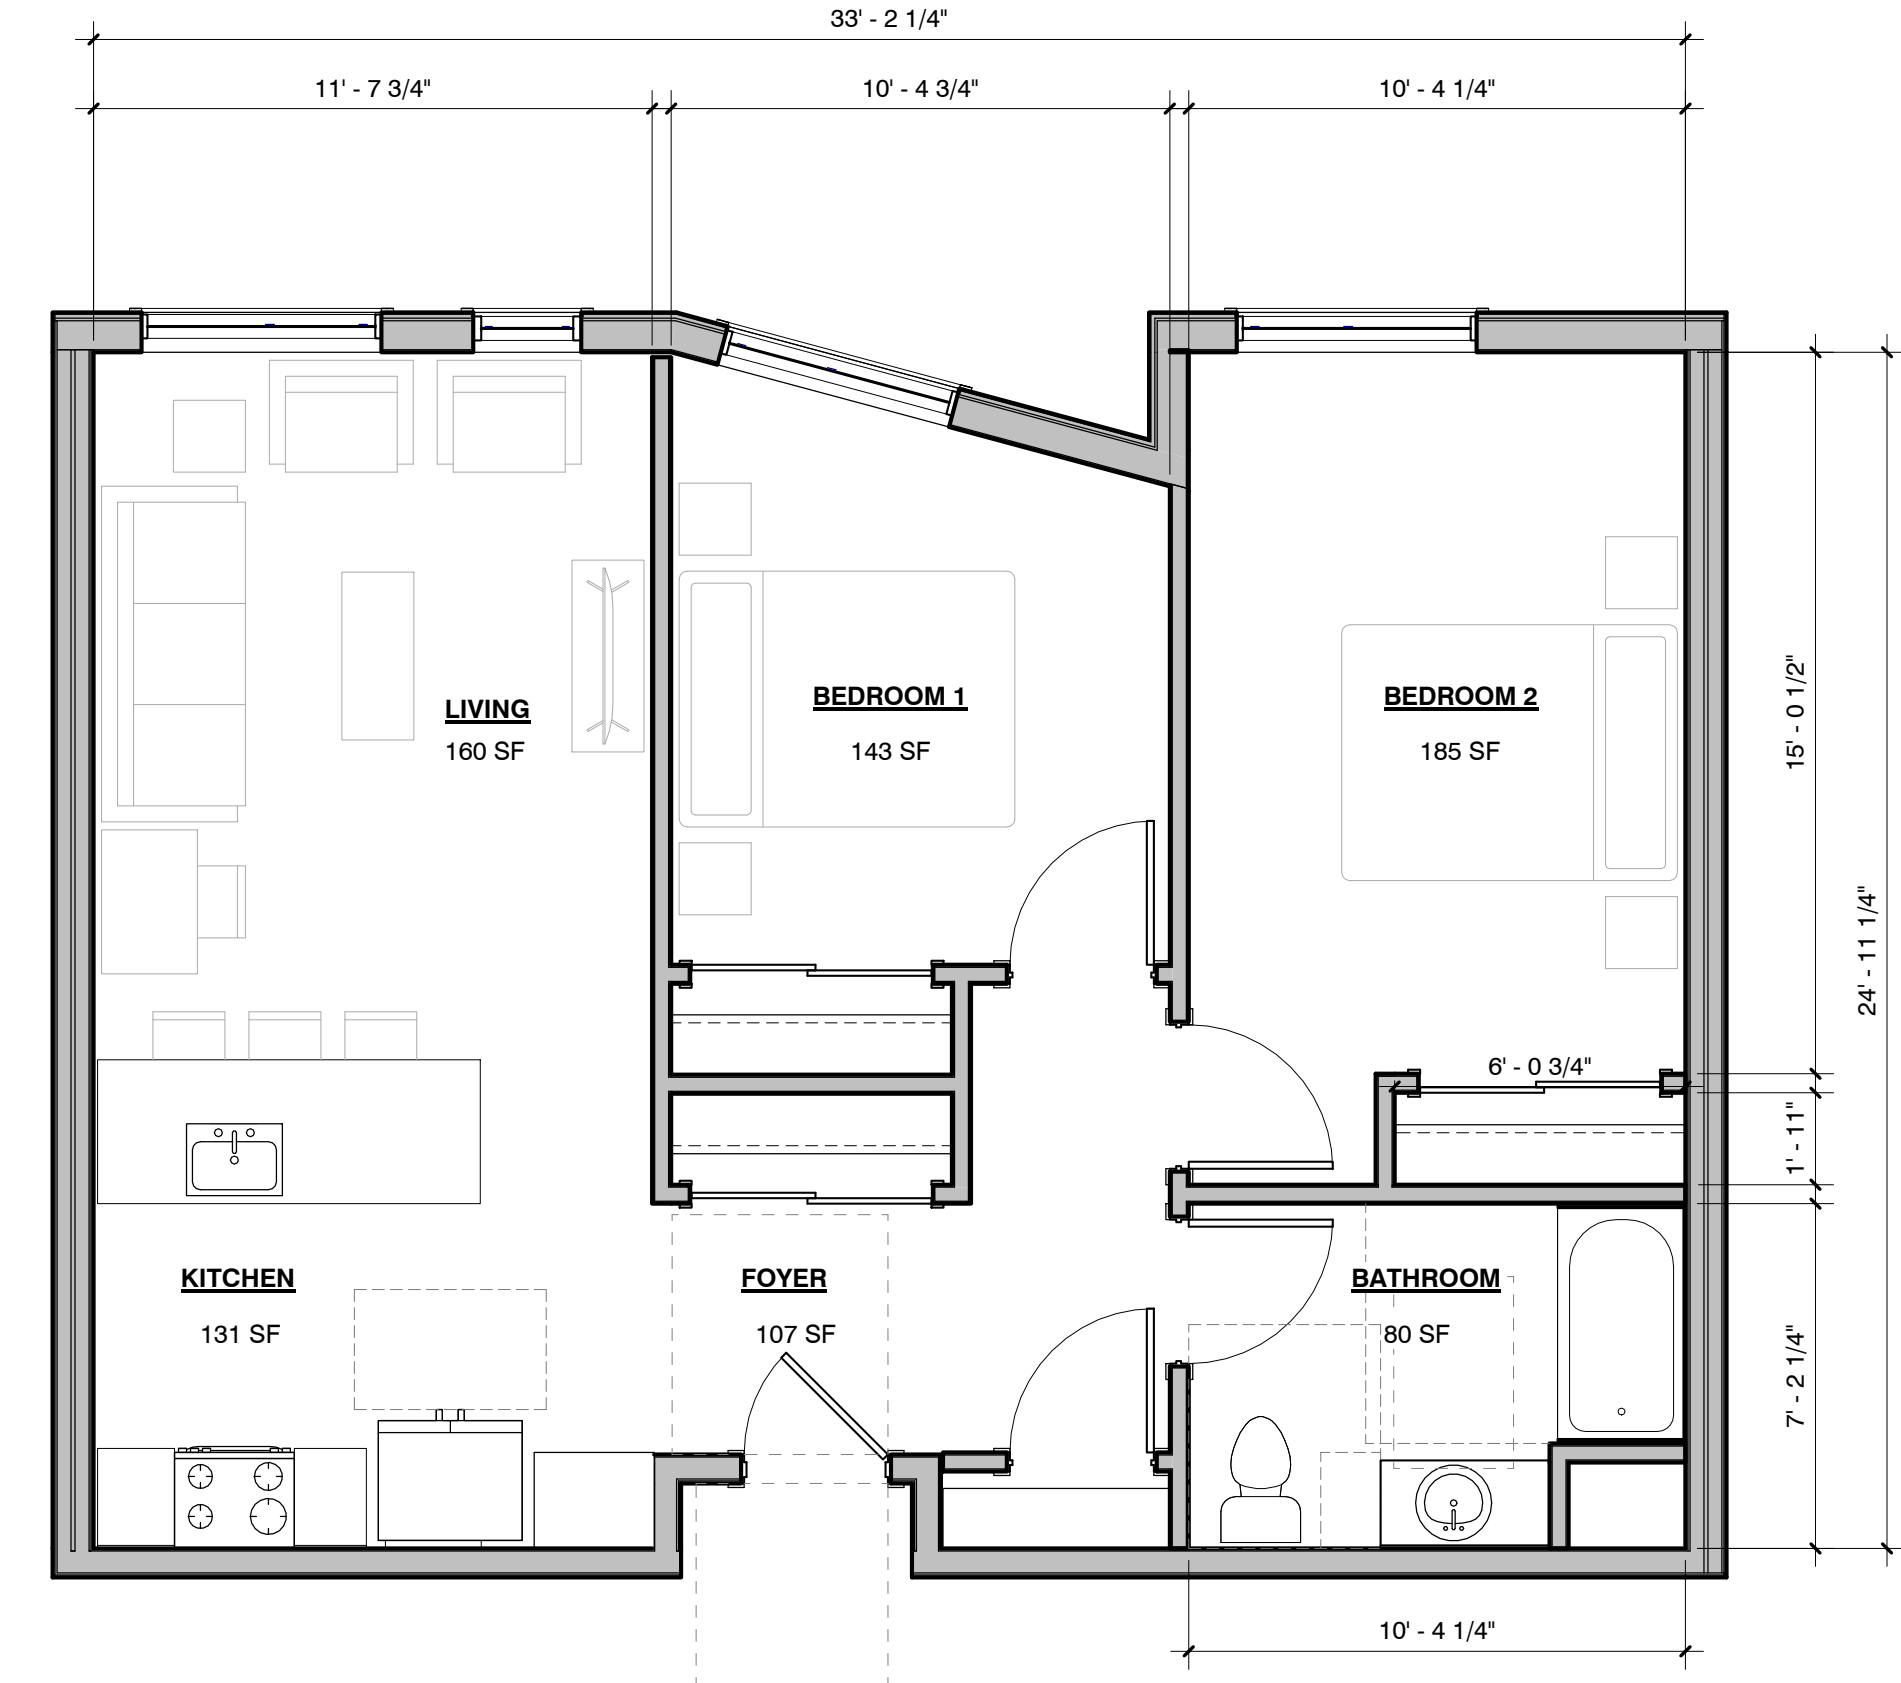 33' - 2 1/4"
11' - 7 3/4"
10' - 4 3/4"
10' - 4 1/4"
LIVING
160 SF
BEDROOM 1
143 SF
BEDROOM 2
185 SF
15' - 0 1/2"
24' - 11 1/4"
6' - 0 3/4"
1' - 11"
KITCHEN
131 SF
FOYER
107 SF
BATHROOM
80 SF
7' - 2 1/4"
10' - 4 1/4"